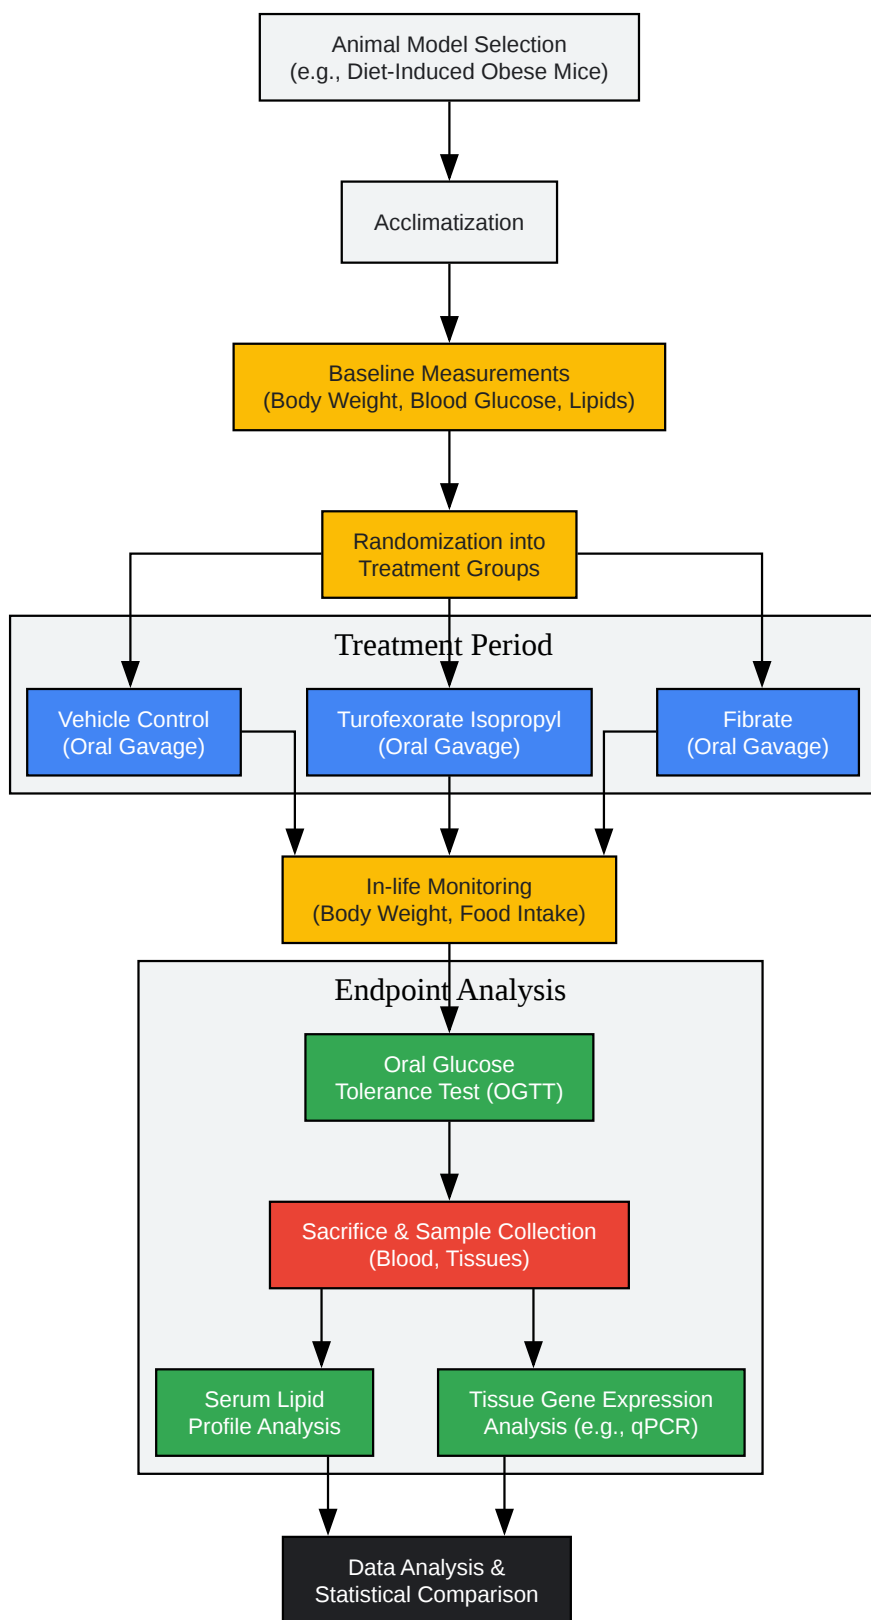 Animal Model Selection
(e.g., Diet-Induced Obese Mice)
Acclimatization
Baseline Measurements
(Body Weight, Blood Glucose, Lipids)
Randomization into
Treatment Groups
Treatment Period
Vehicle Control
(Oral Gavage)
Turofexorate Isopropyl
(Oral Gavage)
Fibrate
(Oral Gavage)
In-life Monitoring
(Body Weight, Food Intake)
Endpoint Analysis
Oral Glucose
Tolerance Test (OGTT)
Sacrifice & Sample Collection
(Blood, Tissues)
Serum Lipid
Profile Analysis
Tissue Gene Expression
Analysis (e.g., qPCR)
Data Analysis &
Statistical Comparison